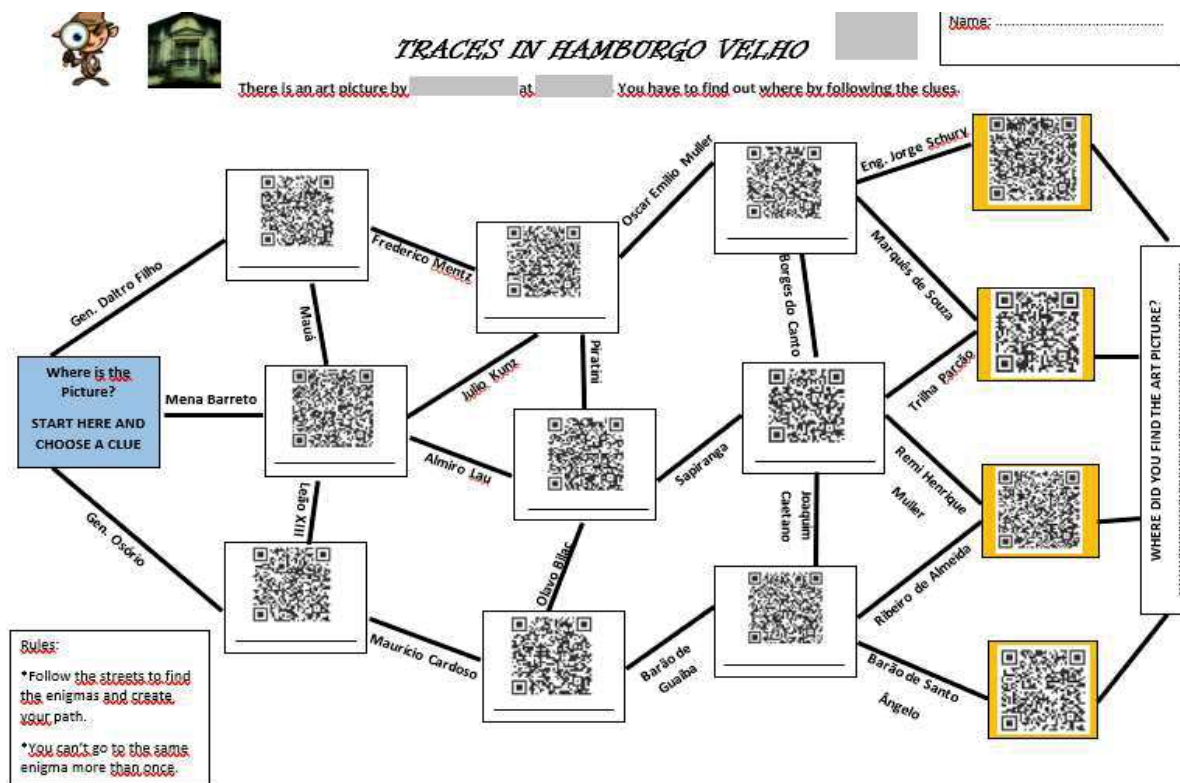 Name: ……………………………………………
TRACES IN HAMBURGO VELHO
There is an art picture by at . You have to find out where by following the clues.
Eng. Jorge Schury
Oscar Emilio Muller
Frederico Mentz
Marquês de Souza
Gen. Daltro Filho
Mauá
Borges do Canto
Piratini
Julio Kunz
Trilha Parcão
Where is the
Picture?
START HERE AND
CHOOSE A CLUE
Mena Barreto
Almiro Lau
Sapiranga
Remi Henrique
Muller
Leão XIII
Joaquim
Caetano
Gen. Osório
Olavo Bilac
Ribeiro de Almeida
Maurício Cardoso
Barão de
Guaiba
Barão de Santo
Ângelo
WHERE DID YOU FIND THE ART PICTURE?
Rules:
*Follow the streets to find
the enigmas and create
your path.
*You can't go to the same
enigma more than once.